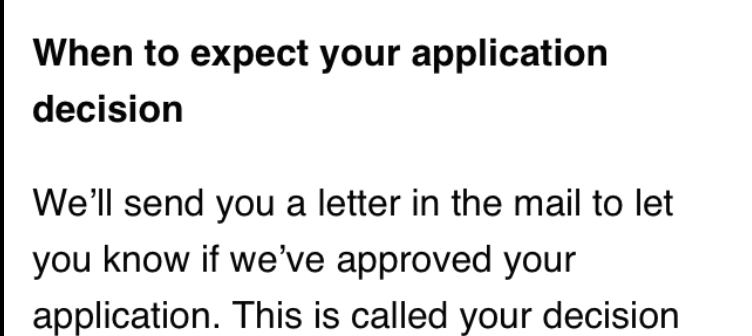 When to expect your application
decision
We’ll send you a letter in the mail to let
you know if we’ve approved your
application. This is called your decision